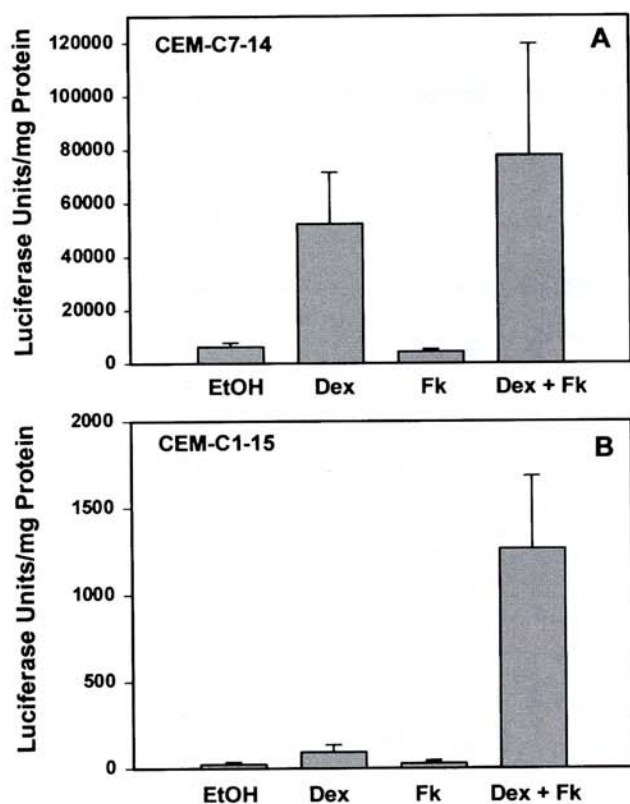 CEM-C7-14
A
Luciferase Units/mg Protein
120000
100000
80000
60000
40000
20000
0
EtOH Dex Fk Dex + Fk
CEM-C1-15
B
Luciferase Units/mg Protein
2000
1500
1000
500
0
EtOH Dex Fk Dex + Fk